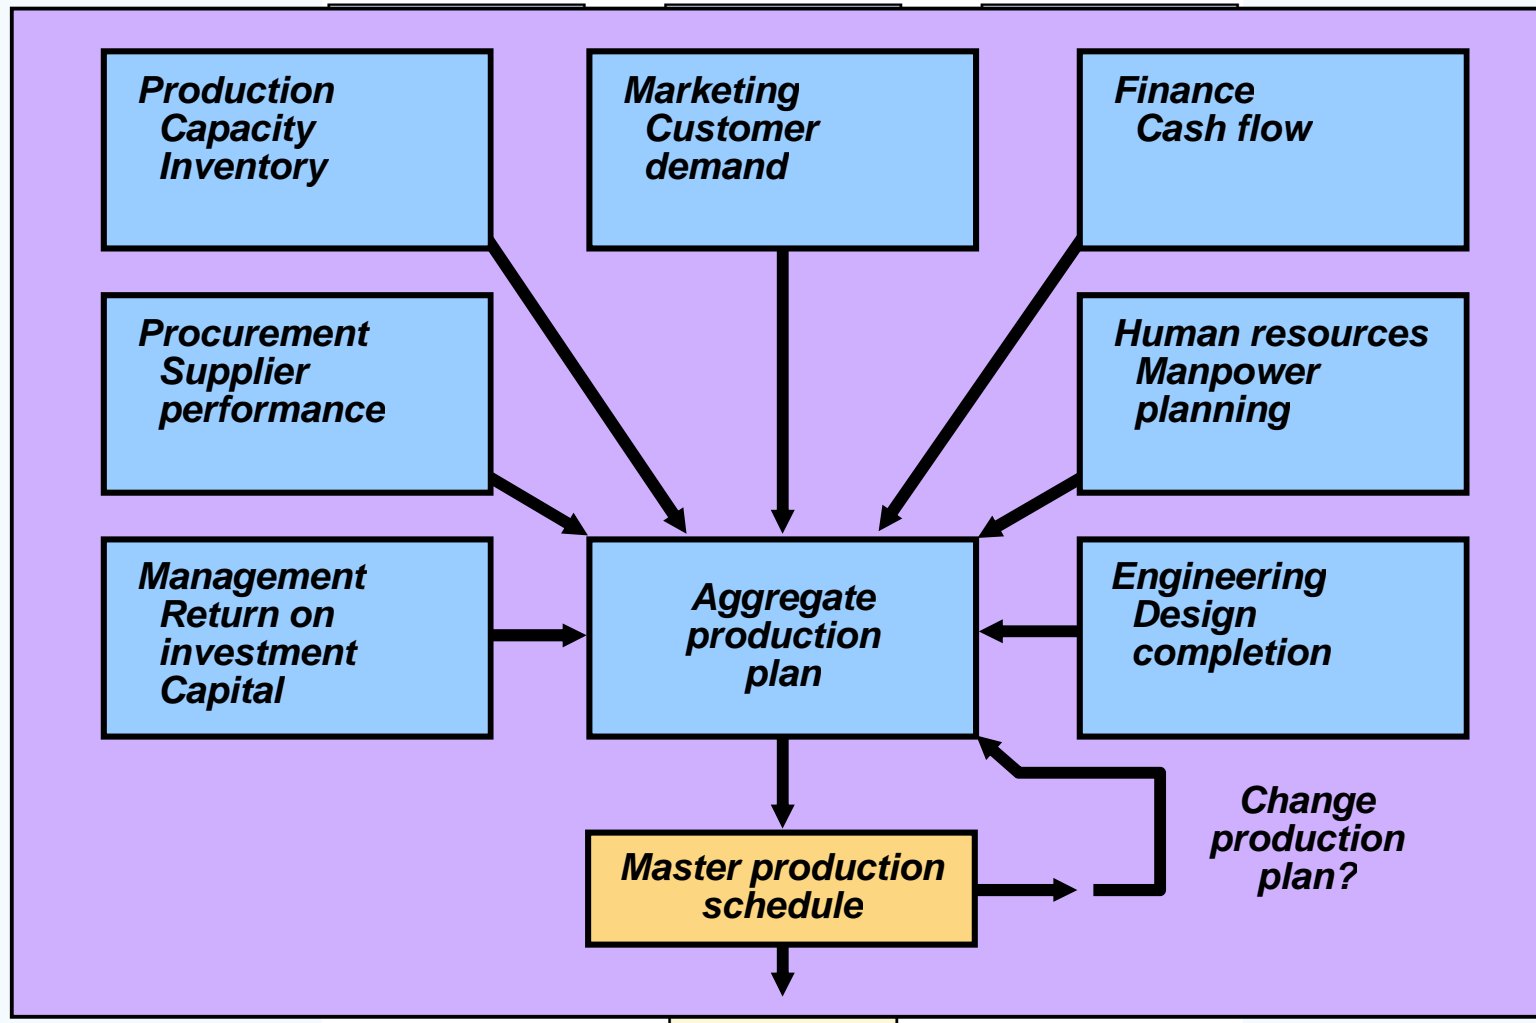 Production
Capacity
Inventory
Marketing
Customer
demand
Finance
Cash flow
Procurement
Supplier
performance
Human resources
Manpower
planning
Management
Return on
investment
Capital
Aggregate
production
plan
Engineering
Design
completion
Change
production
plan?
Master production
schedule